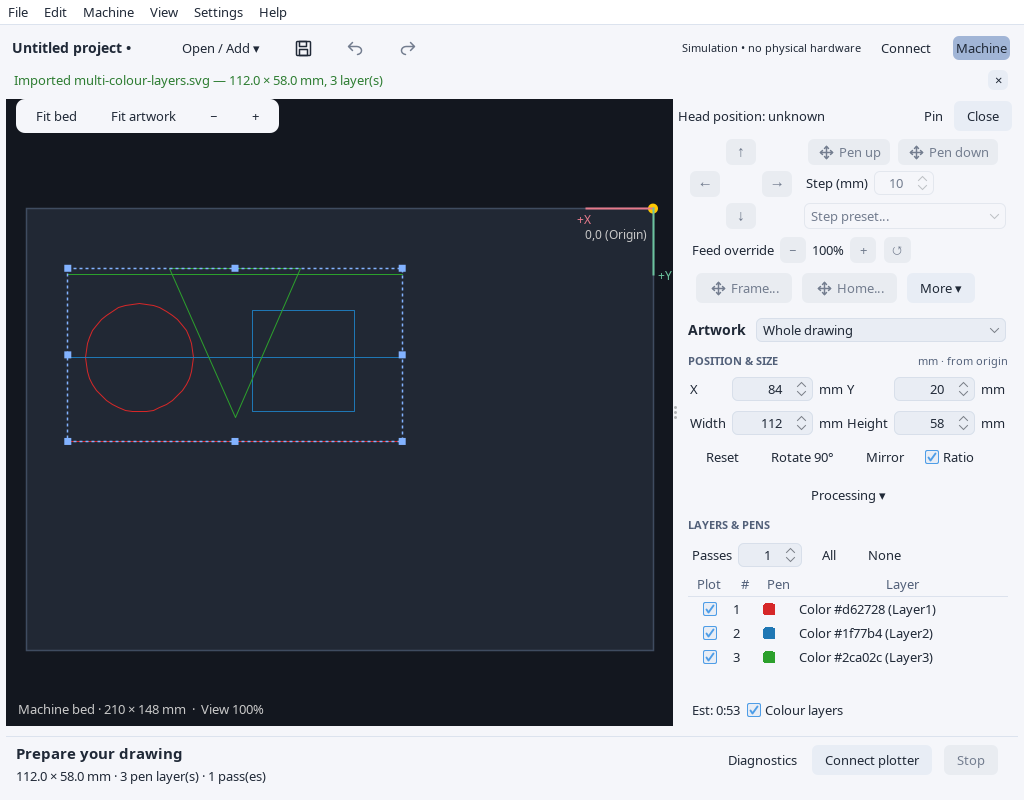 File Edit Machine View Settings Help
Untitled project • Open / Add ▾ Simulation • no physical hardware Connect Machine
Imported multi-colour-layers.svg — 112.0 × 58.0 mm, 3 layer(s) ×
Fit bed Fit artwork − +
Head position: unknown Pin Close
↑ Pen up Pen down
← → Step (mm) 10
↓ Step preset...
Feed override − 100% + ↺
Frame... Home... More ▾
+X
0,0 (Origin)
+Y
Artwork Whole drawing
POSITION & SIZE mm · from origin
X 84 mm Y 20 mm
Width 112 mm Height 58 mm
Reset Rotate 90° Mirror Ratio
Processing ▾
LAYERS & PENS
Passes 1 All None
Plot # Pen Layer
1 Color #d62728 (Layer1)
2 Color #1f77b4 (Layer2)
3 Color #2ca02c (Layer3)
Est: 0:53 Colour layers
Machine bed · 210 × 148 mm · View 100%
Prepare your drawing
112.0 × 58.0 mm · 3 pen layer(s) · 1 pass(es)
Diagnostics Connect plotter Stop